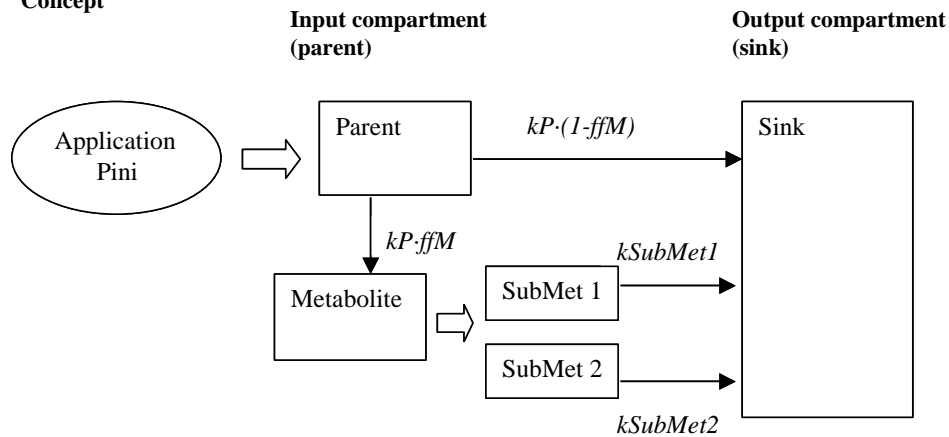 Concept
Input compartment
(parent)
Output compartment
(sink)
Application
Pini
Parent
kP·(1-ffM)
Sink
kP·ffM
Metabolite
SubMet 1
kSubMet1
SubMet 2
kSubMet2